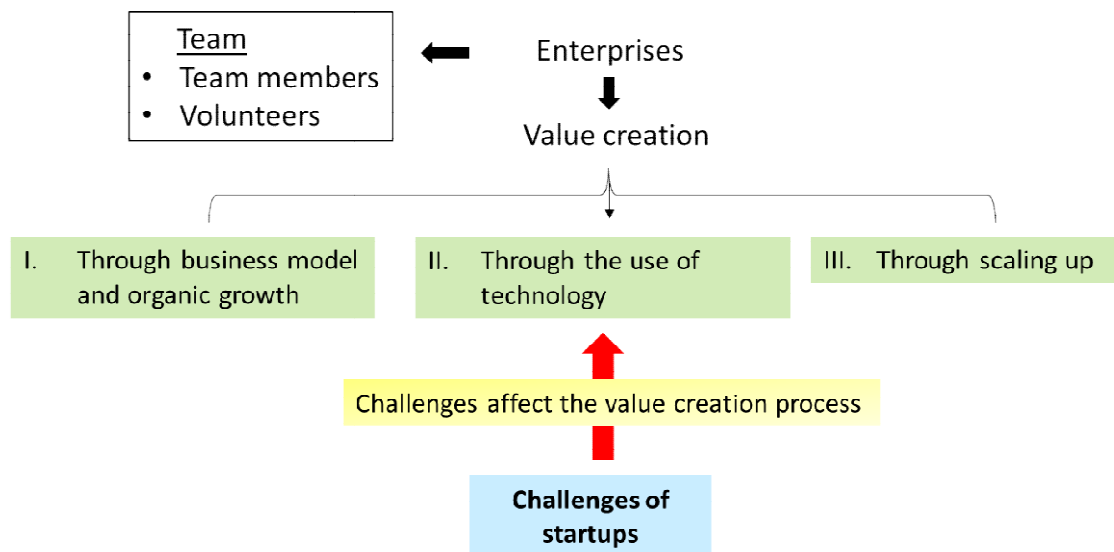 Team
• Team members
• Volunteers
Enterprises
Value creation
I. Through business model
and organic growth
II. Through the use of
technology
III. Through scaling up
Challenges affect the value creation process
Challenges of
startups